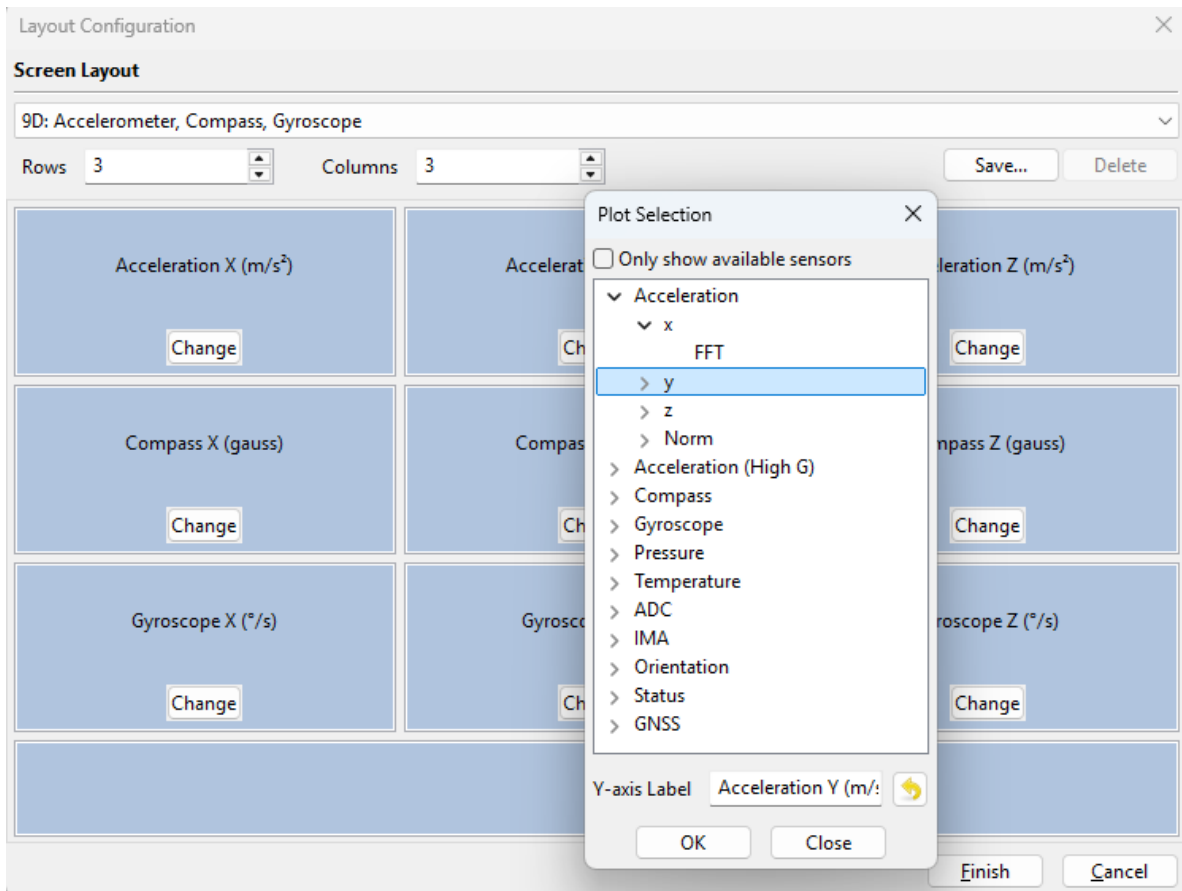 Layout Configuration
Screen Layout
9D: Accelerometer, Compass, Gyroscope
Rows 3 Columns 3 Save... Delete
Plot Selection
Only show available sensors
Acceleration
x
FFT
y
z
Norm
Acceleration (High G)
Compass
Gyroscope
Pressure
Temperature
ADC
IMA
Orientation
Status
GNSS
Y-axis Label Acceleration Y (m/
OK Close
Acceleration X (m/s²) Accelerat leration Z (m/s²)
Change Ch Change
Compass X (gauss) Compas mpass Z (gauss)
Change Ch Change
Gyroscope X (°/s) Gyrosco roscope Z (°/s)
Change Ch Change
Finish Cancel